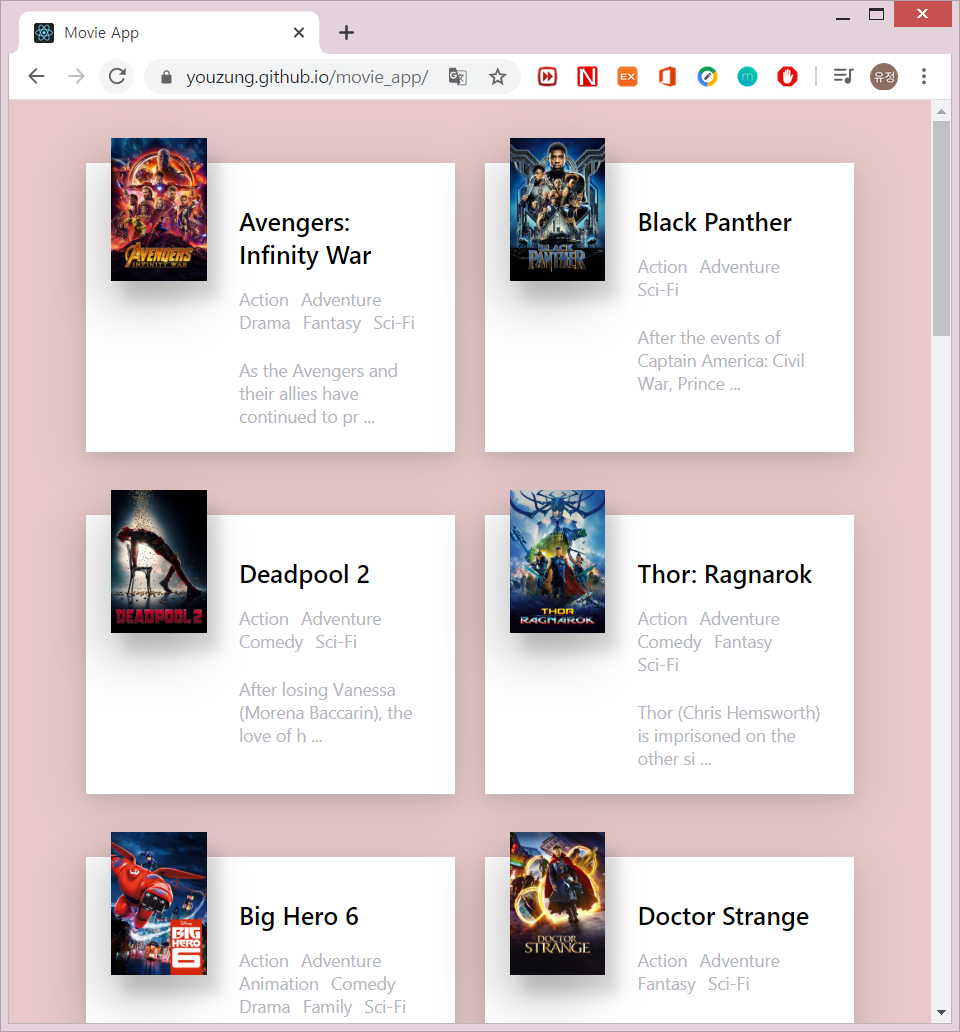 Movie App
youzung.github.io/movie_app/
EX
m
유정
AVENGERS
INFINITY WAR
Avengers:
Infinity War
Action Adventure
Drama Fantasy Sci-Fi
As the Avengers and
their allies have
continued to pr ...
BLACK
PANTHER
Black Panther
Action Adventure
Sci-Fi
After the events of
Captain America: Civil
War, Prince ...
DEADPOOL 2
Deadpool 2
Action Adventure
Comedy Sci-Fi
After losing Vanessa
(Morena Baccarin), the
love of h ...
THOR
RAGNAROK
Thor: Ragnarok
Action Adventure
Comedy Fantasy
Sci-Fi
Thor (Chris Hemsworth)
is imprisoned on the
other si ...
Disney
BIG
HERO
6
Big Hero 6
Action Adventure
Animation Comedy
Drama Family Sci-Fi
DOCTOR
STRANGE
Doctor Strange
Action Adventure
Fantasy Sci-Fi